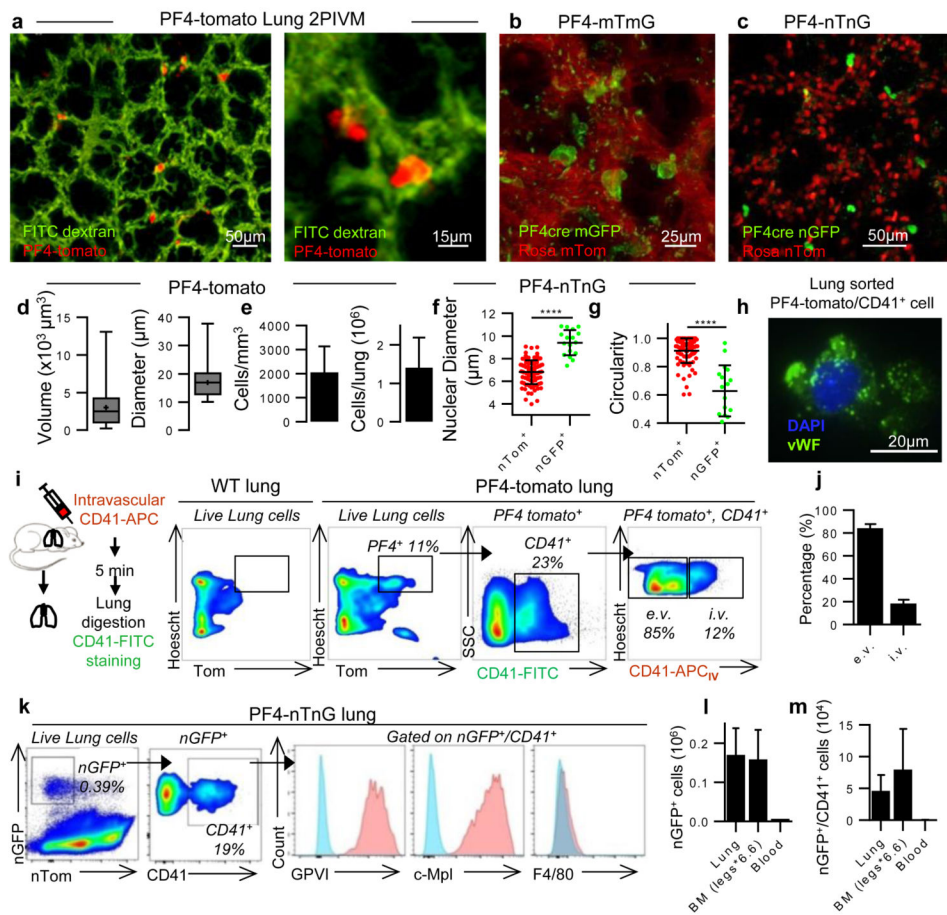 a PF4-tomato Lung 2PIVM
b PF4-mTmG
c PF4-nTnG
FITC dextran
PF4-tomato
50µm
FITC dextran
PF4-tomato
15µm
PF4cre mGFP
Rosa mTom
25µm
PF4cre nGFP
Rosa nTom
50µm
PF4-tomato
PF4-nTnG
d
Volume (x10³ µm³)
15
10
5
0
Diameter (µm)
50
40
30
20
10
0
e
Cells/mm³
4000
3000
2000
1000
0
Cells/lung (10⁶)
2
1
0
f
Nuclear Diameter
(µm)
12
10
8
6
4
****
nTom⁺
nGFP⁺
g
Circularity
1.0
0.8
0.6
0.4
****
nTom⁺
nGFP⁺
h
Lung sorted
PF4-tomato/CD41⁺ cell
DAPI
vWF
20µm
i
Intravascular
CD41-APC
5 min
Lung
digestion
CD41-FITC
staining
WT lung
Live Lung cells
Hoescht
Tom
PF4-tomato lung
Live Lung cells
PF4⁺ 11%
Hoescht
Tom
PF4 tomato⁺
CD41⁺
23%
SSC
CD41-FITC
PF4 tomato⁺, CD41⁺
e.v.
85%
i.v.
12%
Hoescht
CD41-APC_IV
j
Percentage (%)
100
80
60
40
20
0
e.v.
i.v.
k
PF4-nTnG lung
Live Lung cells
nGFP⁺
0.39%
nGFP
nTom
nGFP⁺
CD41⁺
19%
CD41
Gated on nGFP⁺/CD41⁺
Count
GPVI
c-Mpl
F4/80
l
nGFP⁺ cells (10⁶)
0.2
0.1
0.0
Lung
BM (legs*6.6)
Blood
m
nGFP⁺/CD41⁺ cells (10⁴)
15
10
5
0
Lung
BM (legs*6.6)
Blood